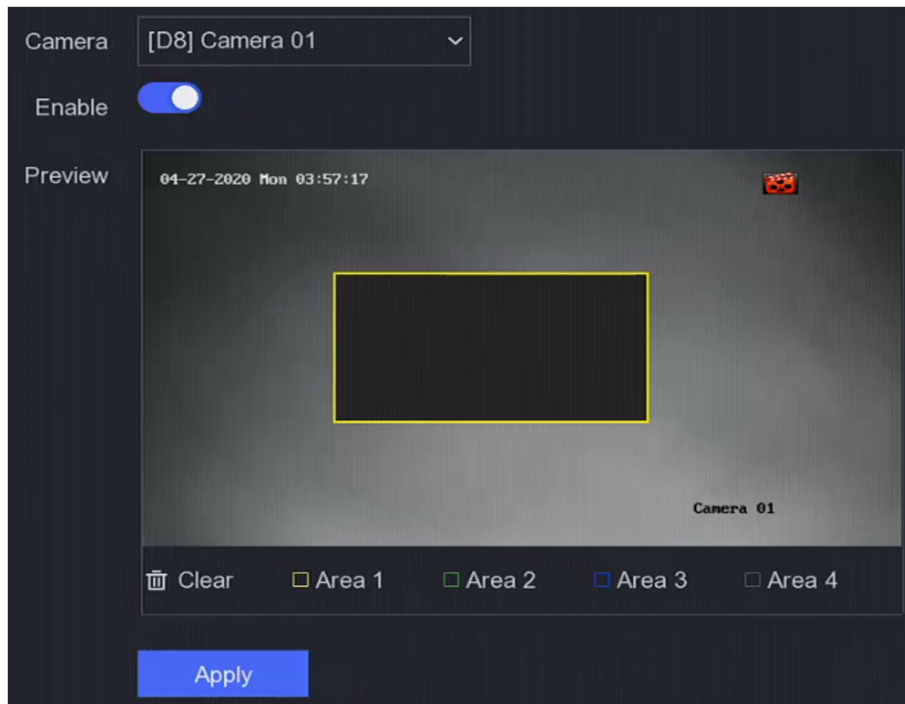 Camera [D8] Camera 01
Enable
Preview
04-27-2020 Mon 03:57:17
Camera 01
Clear Area 1 Area 2 Area 3 Area 4
Apply